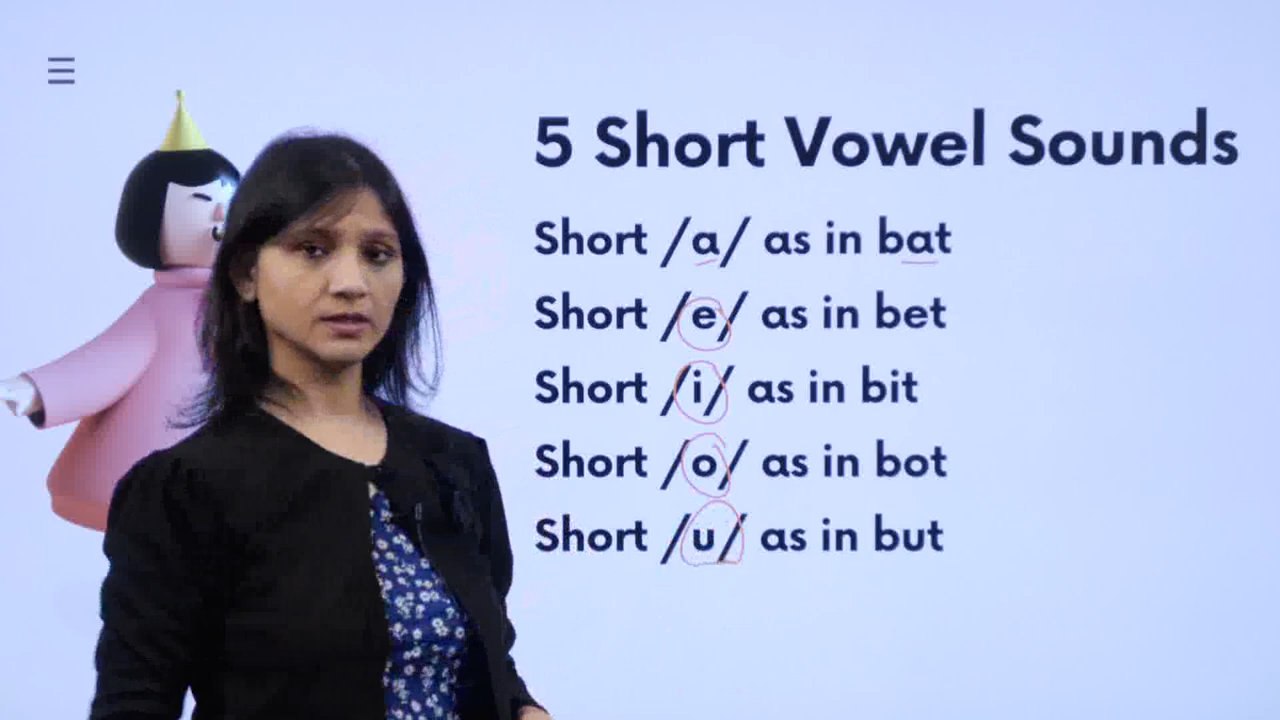 5 Short Vowel Sounds
Short /a/ as in bat
Short /e/ as in bet
Short /i/ as in bit
Short /o/ as in bot
Short /u/ as in but